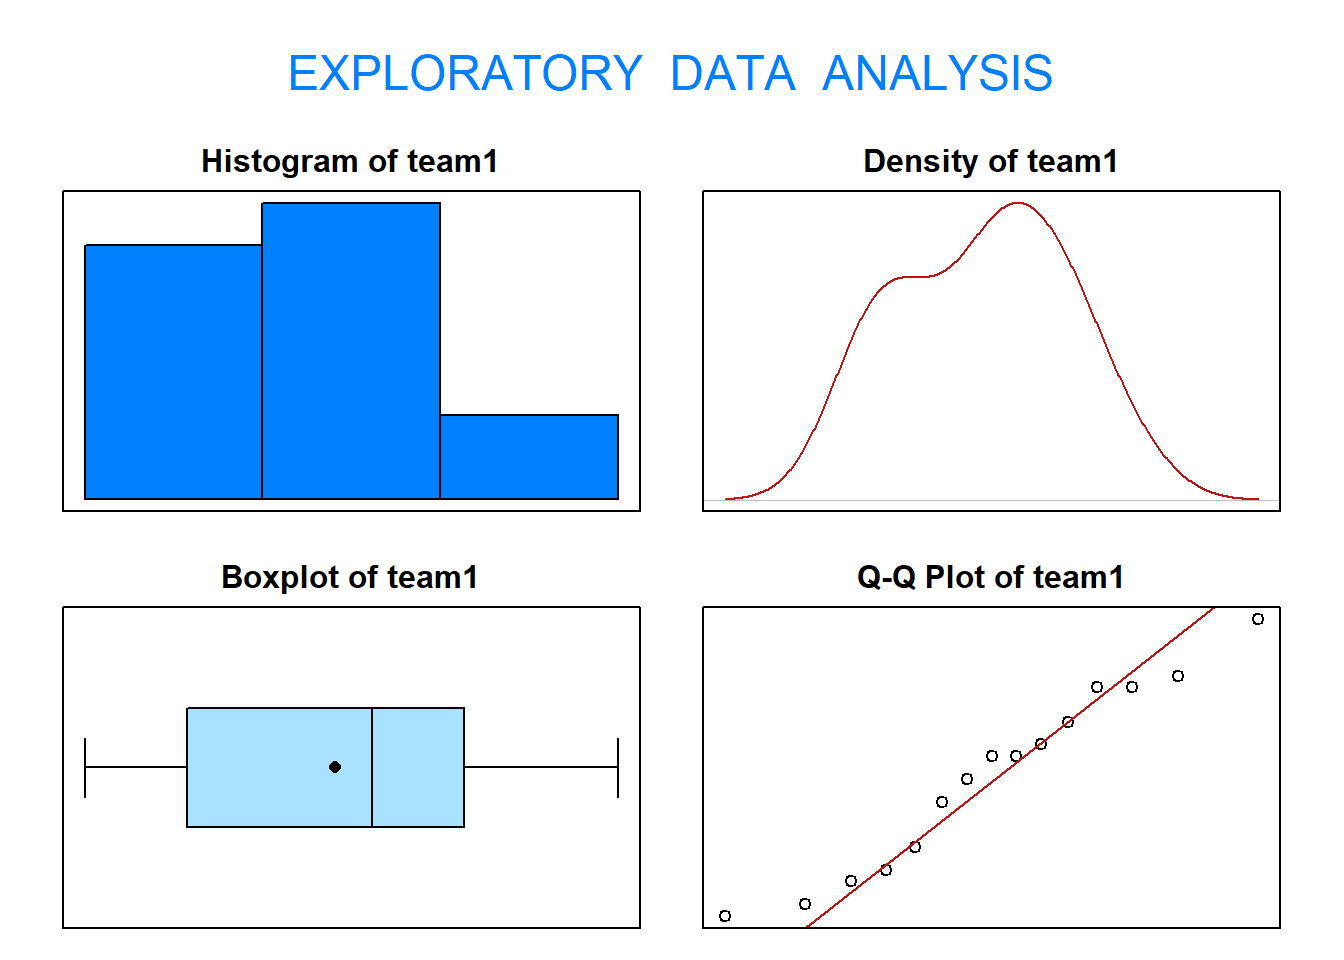 EXPLORATORY DATA ANALYSIS
Histogram of team1
Density of team1
Boxplot of team1
Q-Q Plot of team1